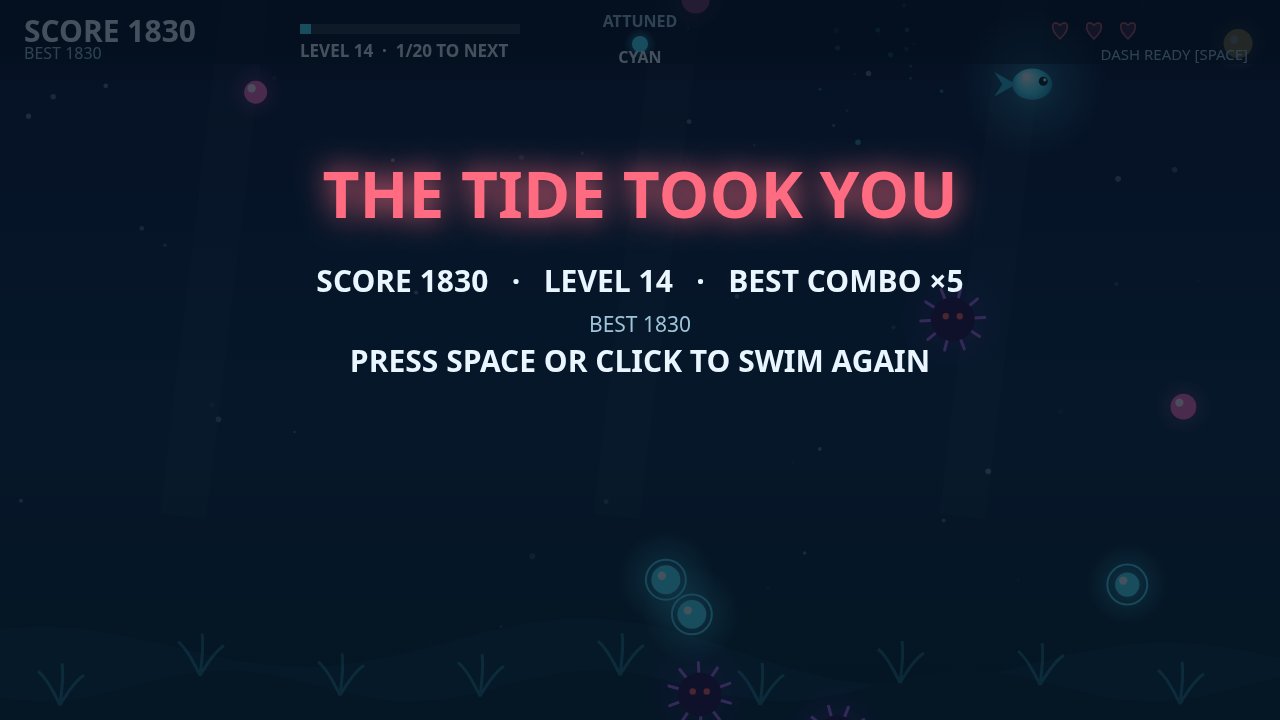 SCORE 1830
BEST 1830
LEVEL 14 · 1/20 TO NEXT
ATTUNED
CYAN
DASH READY [SPACE]
THE TIDE TOOK YOU
SCORE 1830 · LEVEL 14 · BEST COMBO ×5
BEST 1830
PRESS SPACE OR CLICK TO SWIM AGAIN